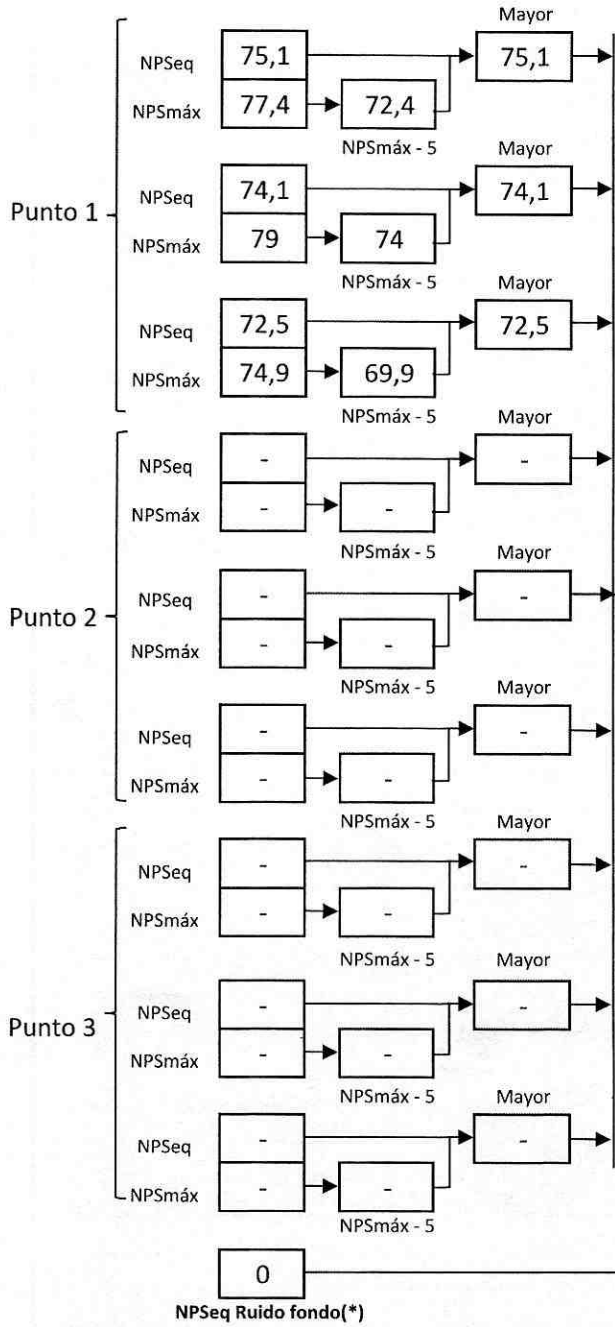 Mayor
NPSeq 75,1 75,1
NPSmáx 77,4 72,4
NPSmáx - 5
Mayor
Punto 1
NPSeq 74,1 74,1
NPSmáx 79 74
NPSmáx - 5
Mayor
NPSeq 72,5 72,5
NPSmáx 74,9 69,9
NPSmáx - 5
Mayor
NPSeq - -
NPSmáx - -
NPSmáx - 5
Mayor
Punto 2
NPSeq - -
NPSmáx - -
NPSmáx - 5
Mayor
NPSeq - -
NPSmáx - -
NPSmáx - 5
Mayor
NPSeq - -
NPSmáx - -
NPSmáx - 5
Mayor
Punto 3
NPSeq - -
NPSmáx - -
NPSmáx - 5
Mayor
NPSeq - -
NPSmáx - -
NPSmáx - 5
0
NPSeq Ruido fondo(*)